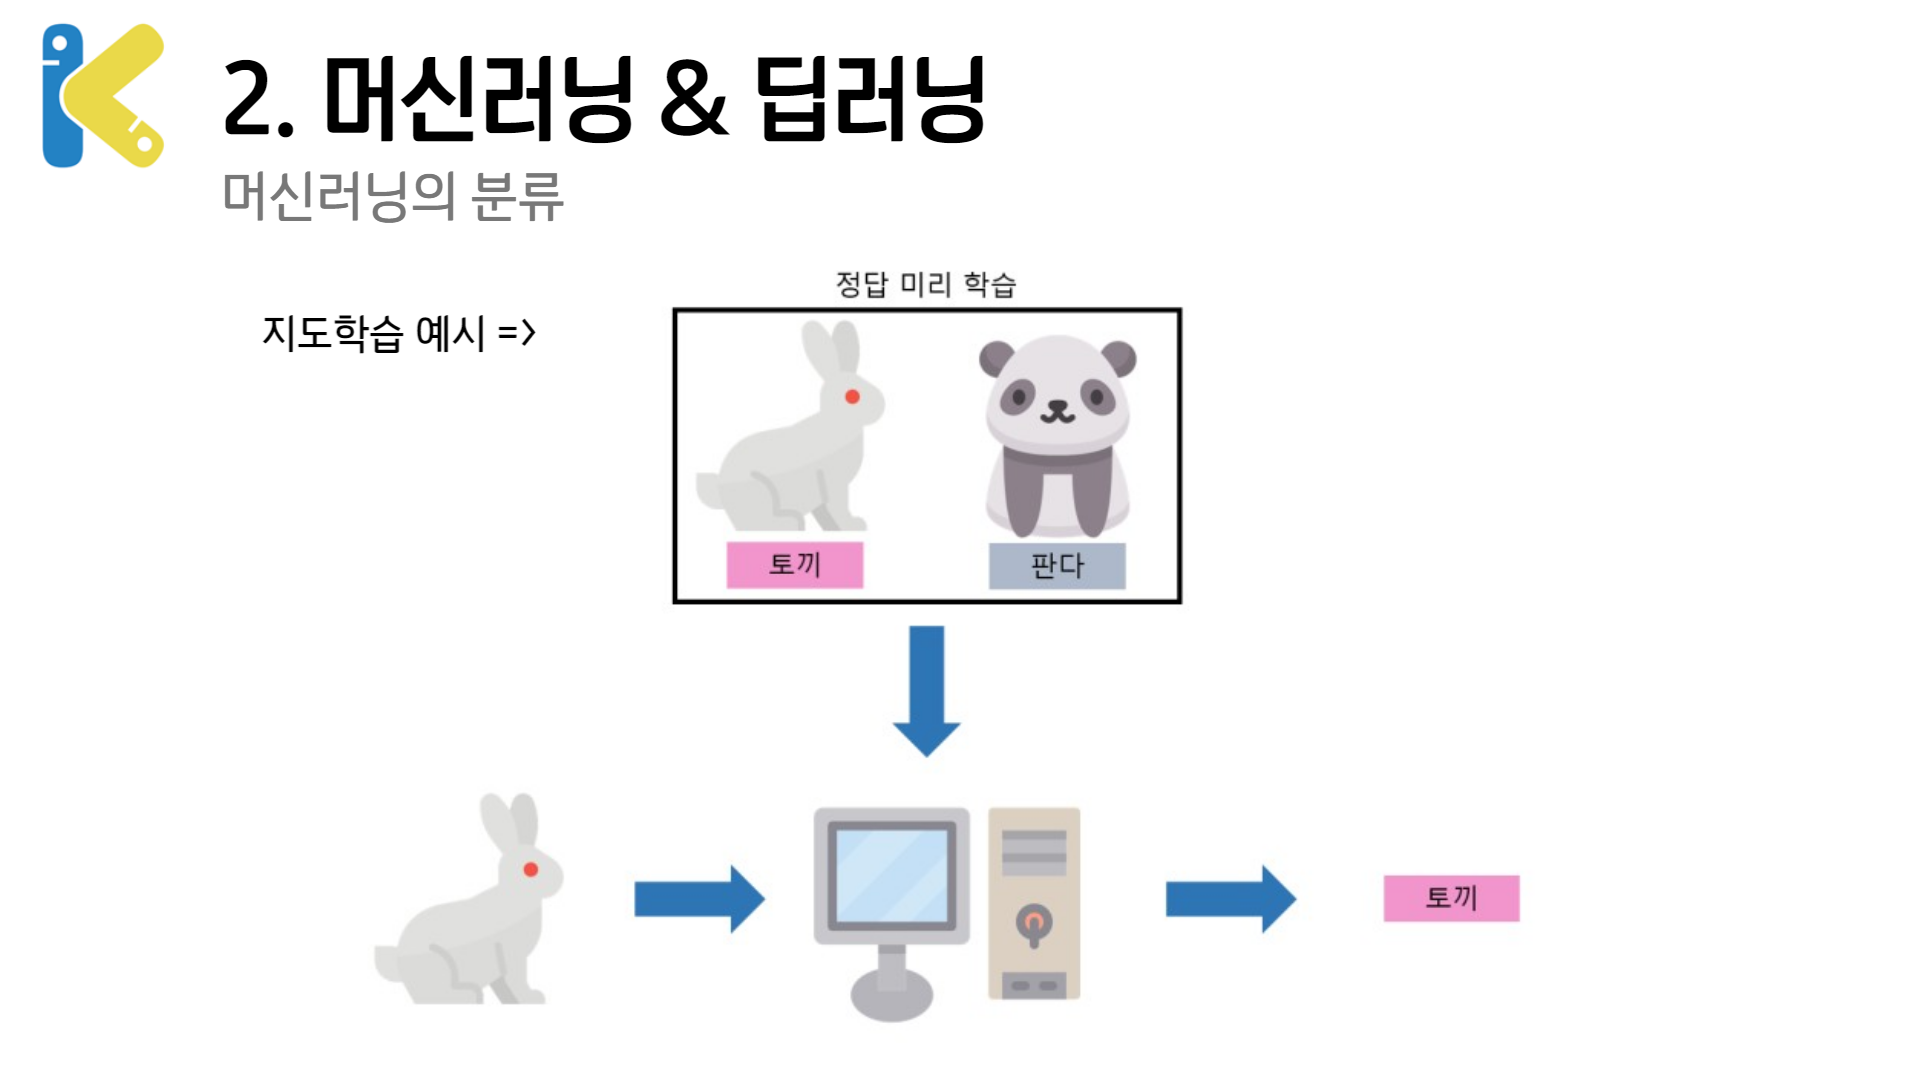 2. 머신러닝 & 딥러닝
머신러닝의 분류
정답 미리 학습
지도학습 예시 =>
토끼
판다
토끼